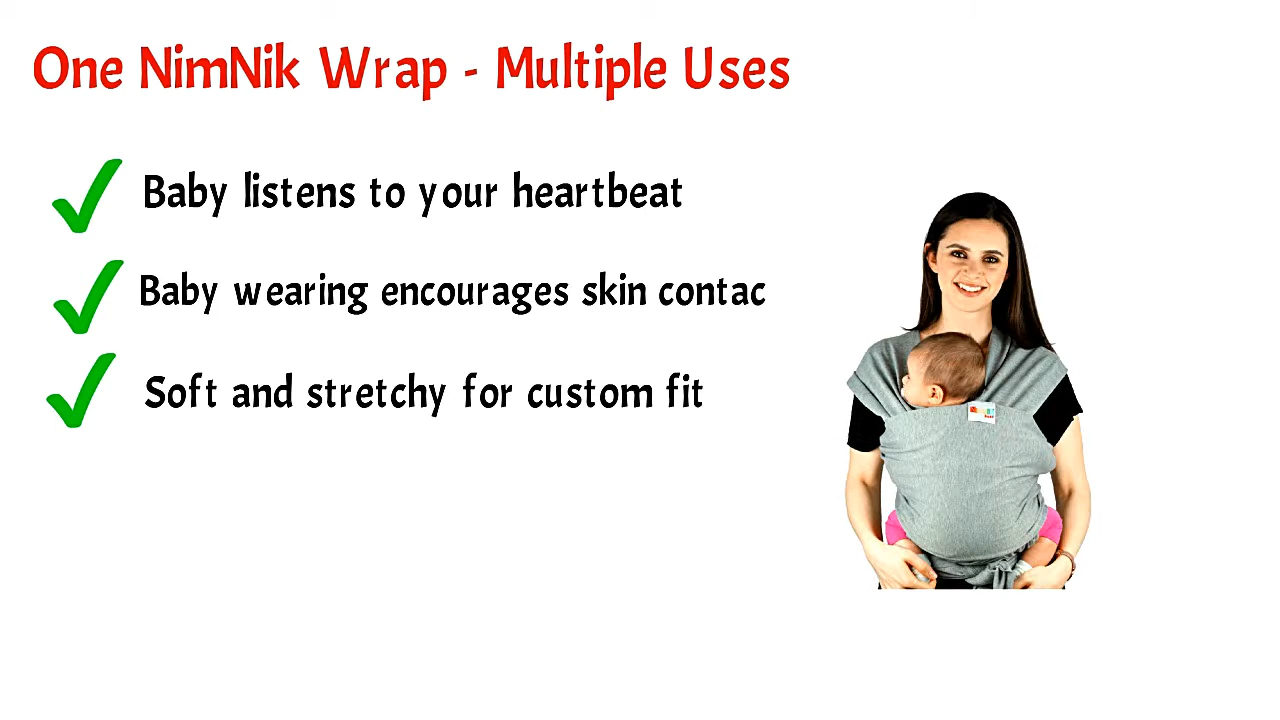 One NimNik Wrap - Multiple Uses
Baby listens to your heartbeat
Baby wearing encourages skin contac
Soft and stretchy for custom fit